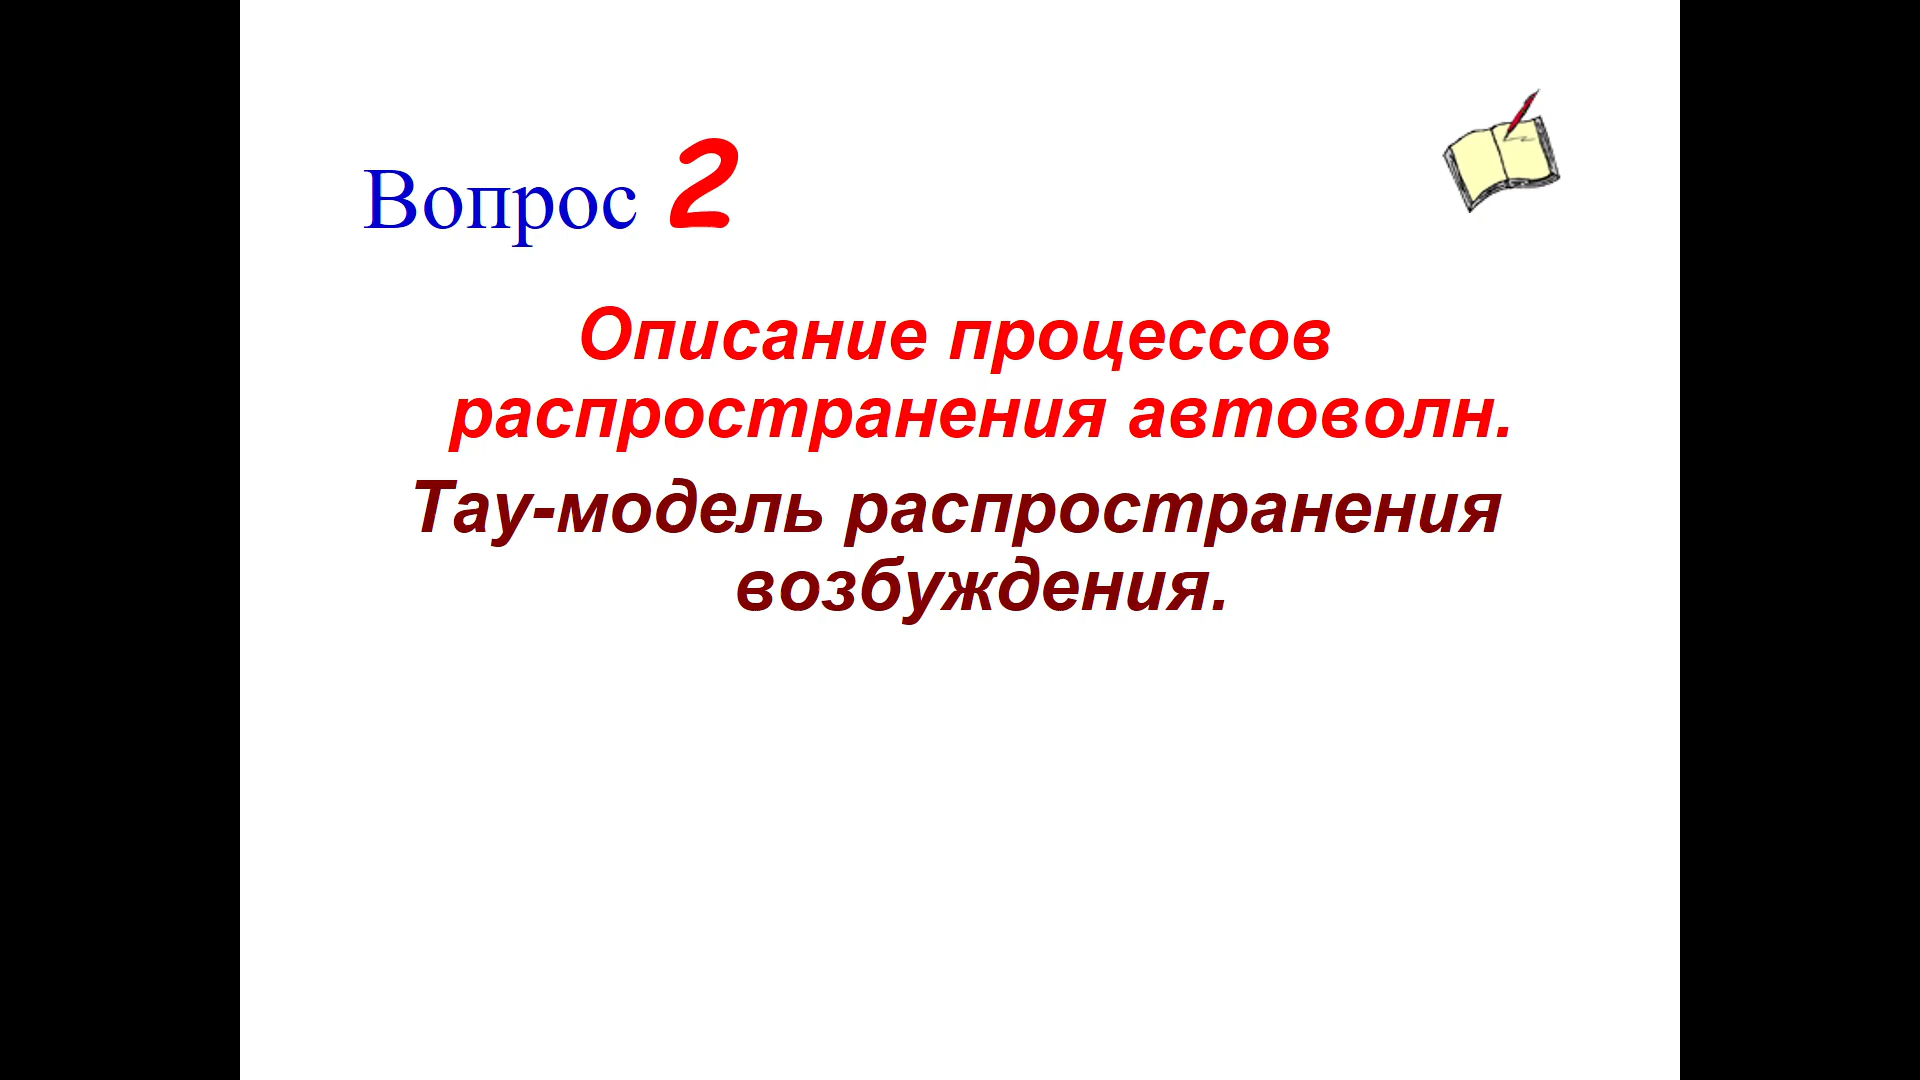 Вопрос 2
Описание процессов
распространения автоволн.
Тау-модель распространения
возбуждения.